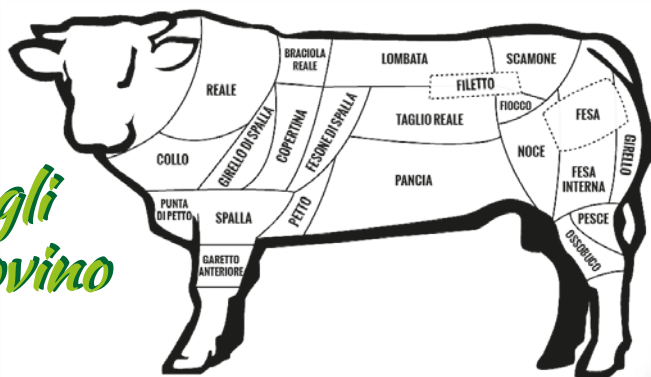 BRACIOLA
REALE
LOMBATA
SCAMONE
REALE
FILETTO
FIOCCO
FESA
TAGLIO REALE
GIRELLO DI SPALLA
COPERTINA
FESONE DI SPALLA
NOCE
GIRELLO
COLLO
PANCIA
FESA
INTERNA
PUNTA
DI PETTO
SPALLA
PETTO
PESCE
OSSOBUCO
GARETTO
ANTERIORE
gli
ovino